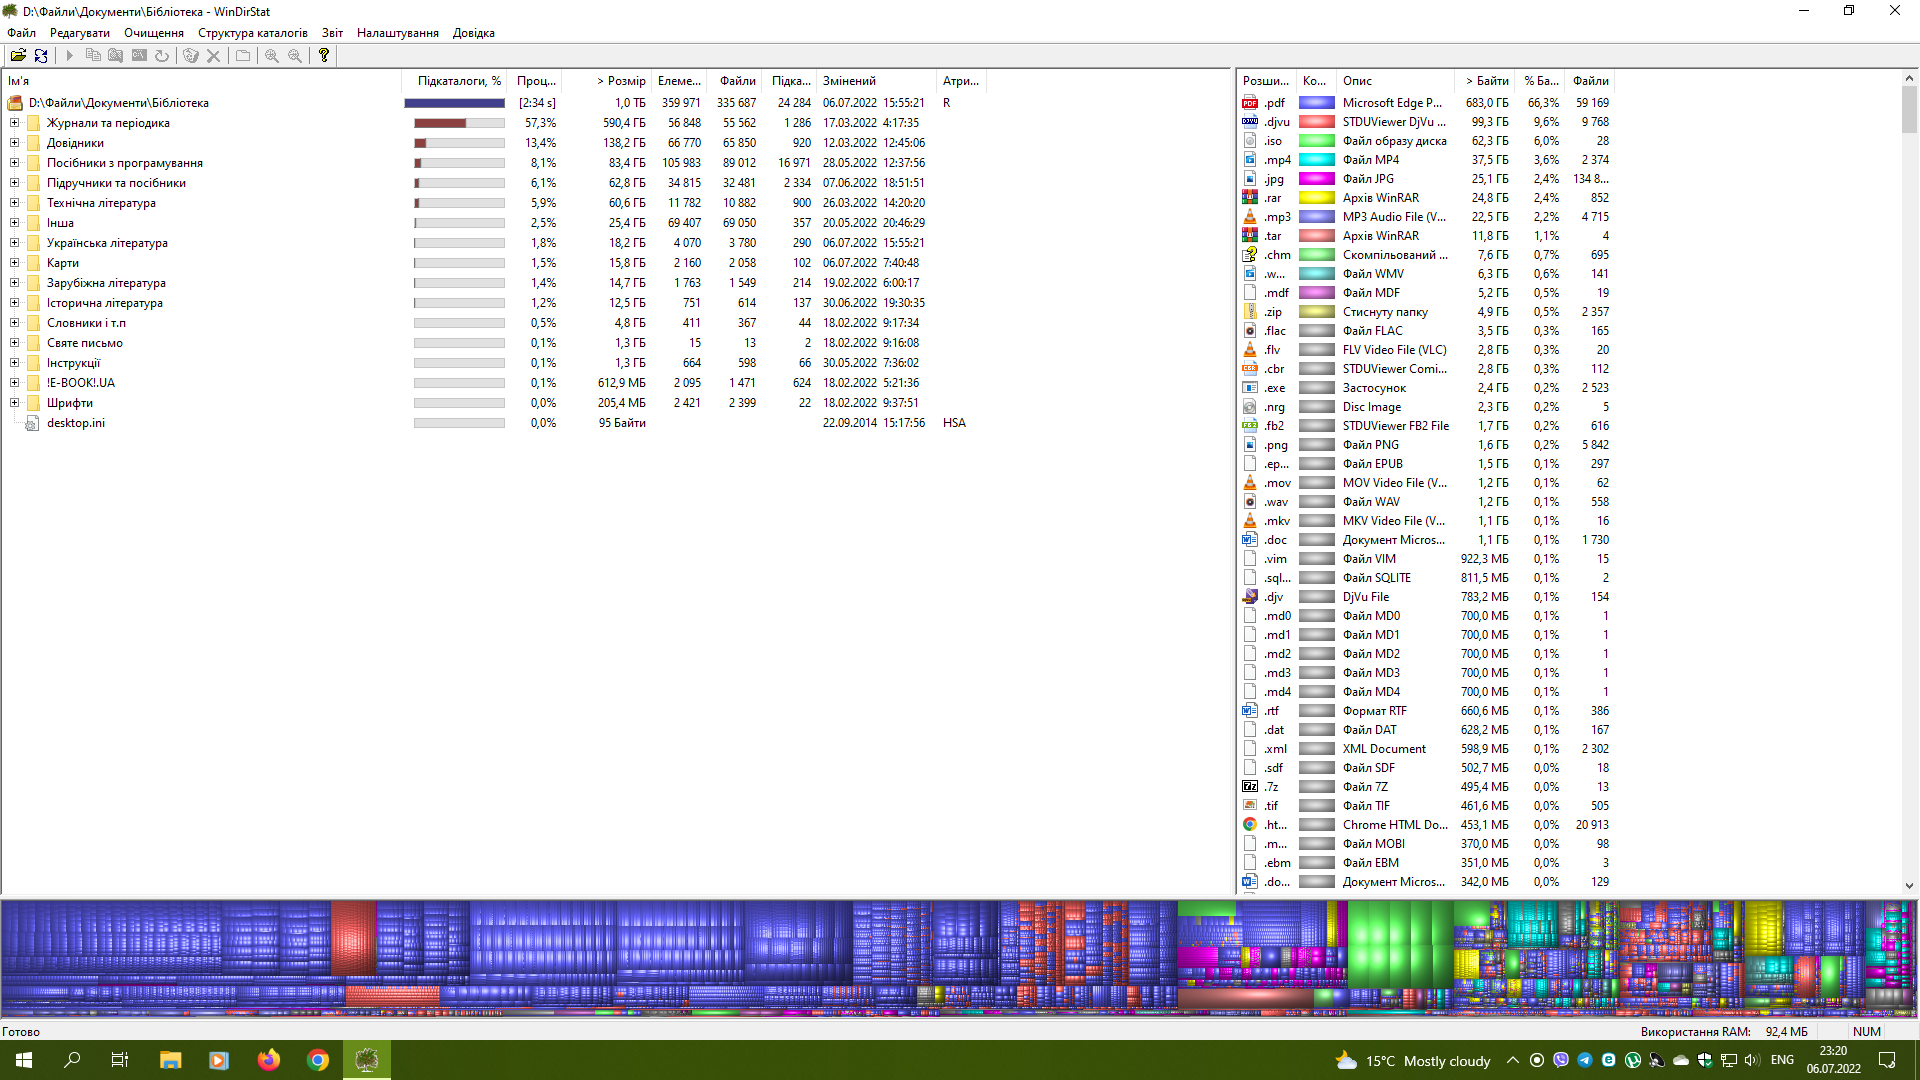 D:\Файли\Документи\Бібліотека - WinDirStat
Файл Редагувати Очищення Структура каталогів Звіт Налаштування Довідка
Ім'я Підкаталоги, % Проц... > Розмір Елеме... Файли Підка... Змінений Атри...
D:\Файли\Документи\Бібліотека [2:34 s] 1,0 ТБ 359 971 335 687 24 284 06.07.2022 15:55:21 R
Журнали та періодика 57,3% 590,4 ГБ 56 848 55 562 1 286 17.03.2022 4:17:35
Довідники 13,4% 138,2 ГБ 66 770 65 850 920 12.03.2022 12:45:06
Посібники з програмування 8,1% 83,4 ГБ 105 983 89 012 16 971 28.05.2022 12:37:56
Підручники та посібники 6,1% 62,8 ГБ 34 815 32 481 2 334 07.06.2022 18:51:51
Технічна література 5,9% 60,6 ГБ 11 782 10 882 900 26.03.2022 14:20:20
Інша 2,5% 25,4 ГБ 69 407 69 050 357 20.05.2022 20:46:29
Українська література 1,8% 18,2 ГБ 4 070 3 780 290 06.07.2022 15:55:21
Карти 1,5% 15,8 ГБ 2 160 2 058 102 06.07.2022 7:40:48
Зарубіжна література 1,4% 14,7 ГБ 1 763 1 549 214 19.02.2022 6:00:17
Історична література 1,2% 12,5 ГБ 751 614 137 30.06.2022 19:30:35
Словники і т.п 0,5% 4,8 ГБ 411 367 44 18.02.2022 9:17:34
Святе письмо 0,1% 1,3 ГБ 15 13 2 18.02.2022 9:16:08
Інструкції 0,1% 1,3 ГБ 664 598 66 30.05.2022 7:36:02
!E-BOOK!.UA 0,1% 612,9 МБ 2 095 1 471 624 18.02.2022 5:21:36
Шрифти 0,0% 205,4 МБ 2 421 2 399 22 18.02.2022 9:37:51
desktop.ini 0,0% 95 Байти 22.09.2014 15:17:56 HSA
Розши... Ко... Опис > Байти % Ба... Файли
.pdf Microsoft Edge P... 683,0 ГБ 66,3% 59 169
.djvu STDUViewer DjVu ... 99,3 ГБ 9,6% 9 768
.iso Файл образу диска 62,3 ГБ 6,0% 28
.mp4 Файл MP4 37,5 ГБ 3,6% 2 374
.jpg Файл JPG 25,1 ГБ 2,4% 134 8...
.rar Архів WinRAR 24,8 ГБ 2,4% 852
.mp3 MP3 Audio File (V... 22,5 ГБ 2,2% 4 715
.tar Архів WinRAR 11,8 ГБ 1,1% 4
.chm Скомпільований ... 7,6 ГБ 0,7% 695
.w... Файл WMV 6,3 ГБ 0,6% 141
.mdf Файл MDF 5,2 ГБ 0,5% 19
.zip Стиснуту папку 4,9 ГБ 0,5% 2 357
.flac Файл FLAC 3,5 ГБ 0,3% 165
.flv FLV Video File (VLC) 2,8 ГБ 0,3% 20
.cbr STDUViewer Comi... 2,8 ГБ 0,3% 112
.exe Застосунок 2,4 ГБ 0,2% 2 523
.nrg Disc Image 2,3 ГБ 0,2% 5
.fb2 STDUViewer FB2 File 1,7 ГБ 0,2% 616
.png Файл PNG 1,6 ГБ 0,2% 5 842
.ep... Файл EPUB 1,5 ГБ 0,1% 297
.mov MOV Video File (V... 1,2 ГБ 0,1% 62
.wav Файл WAV 1,2 ГБ 0,1% 558
.mkv MKV Video File (V... 1,1 ГБ 0,1% 16
.doc Документ Micros... 1,1 ГБ 0,1% 1 730
.vim Файл VIM 922,3 МБ 0,1% 15
.sql... Файл SQLITE 811,5 МБ 0,1% 2
.djv DjVu File 783,2 МБ 0,1% 154
.md0 Файл MD0 700,0 МБ 0,1% 1
.md1 Файл MD1 700,0 МБ 0,1% 1
.md2 Файл MD2 700,0 МБ 0,1% 1
.md3 Файл MD3 700,0 МБ 0,1% 1
.md4 Файл MD4 700,0 МБ 0,1% 1
.rtf Формат RTF 660,6 МБ 0,1% 386
.dat Файл DAT 628,2 МБ 0,1% 167
.xml XML Document 598,9 МБ 0,1% 2 302
.sdf Файл SDF 502,7 МБ 0,0% 18
.7z Файл 7Z 495,4 МБ 0,0% 13
.tif Файл TIF 461,6 МБ 0,0% 505
.ht... Chrome HTML Do... 453,1 МБ 0,0% 20 913
.m... Файл MOBI 370,0 МБ 0,0% 98
.ebm Файл EBM 351,0 МБ 0,0% 3
.do... Документ Micros... 342,0 МБ 0,0% 129
Готово Використання RAM: 92,4 МБ NUM
15°C Mostly cloudy ENG 23:20
06.07.2022